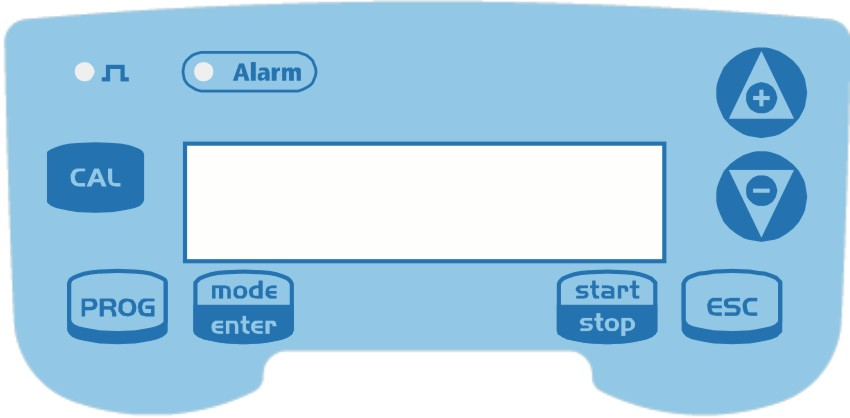 Alarm
+
CAL
-
PROG
mode
enter
start
stop
ESC